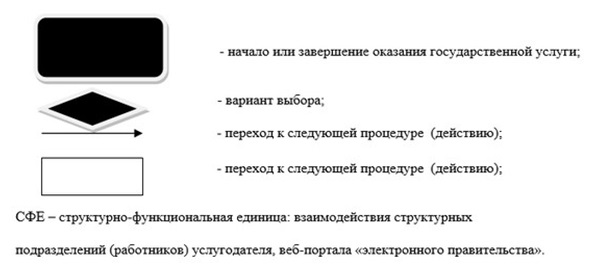 - начало или завершение оказания государственной услуги;
- вариант выбора;
- переход к следующей процедуре (действию);
- переход к следующей процедуре (действию);
СФЕ – структурно-функциональная единица: взаимодействия структурных
подразделений (работников) услугодателя, веб-портала «электронного правительства».